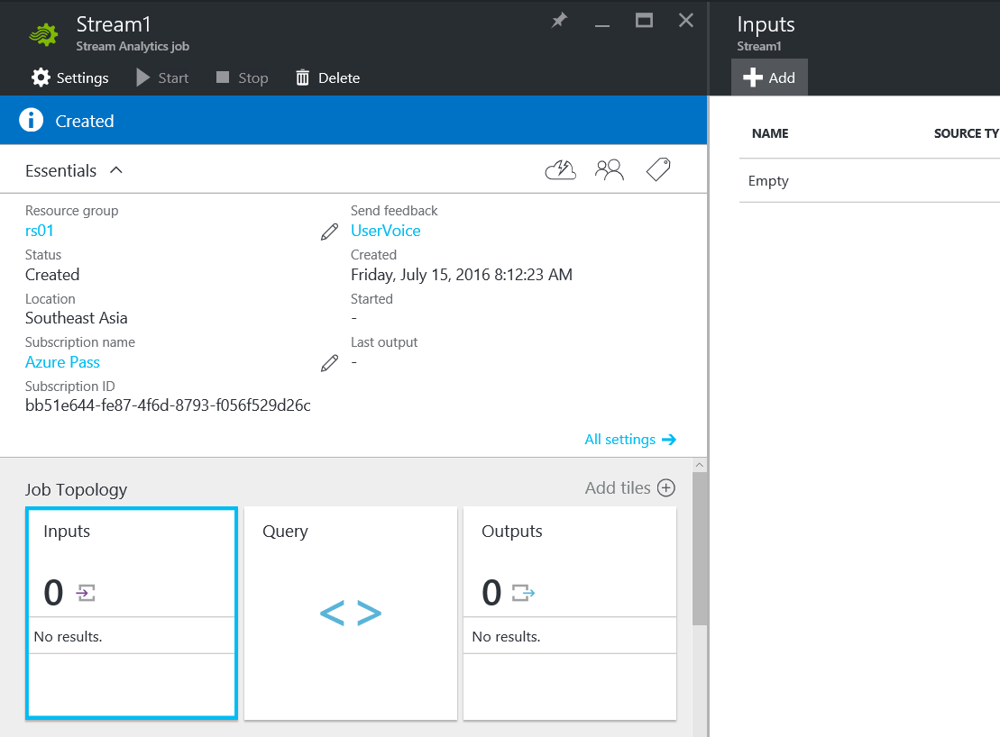 Stream1
Stream Analytics job
Settings
Start
Stop
Delete
Created
Essentials
Resource group
rs01
Status
Created
Location
Southeast Asia
Subscription name
Azure Pass
Subscription ID
bb51e644-fe87-4f6d-8793-f056f529d26c
Send feedback
UserVoice
Created
Friday, July 15, 2016 8:12:23 AM
Started
-
Last output
-
All settings
Job Topology
Add tiles
Inputs
0
No results.
Query
< >
Outputs
0
No results.
Inputs
Stream1
Add
NAME
SOURCE TY
Empty